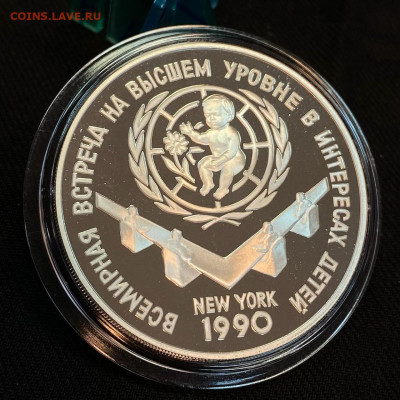 COINS.LAVE.RU
ВСЕМИРНАЯ ВСТРЕЧА НА ВЫСШЕМ УРОВНЕ В ИНТЕРЕСАХ ДЕТЕЙ
NEW YORK
1990